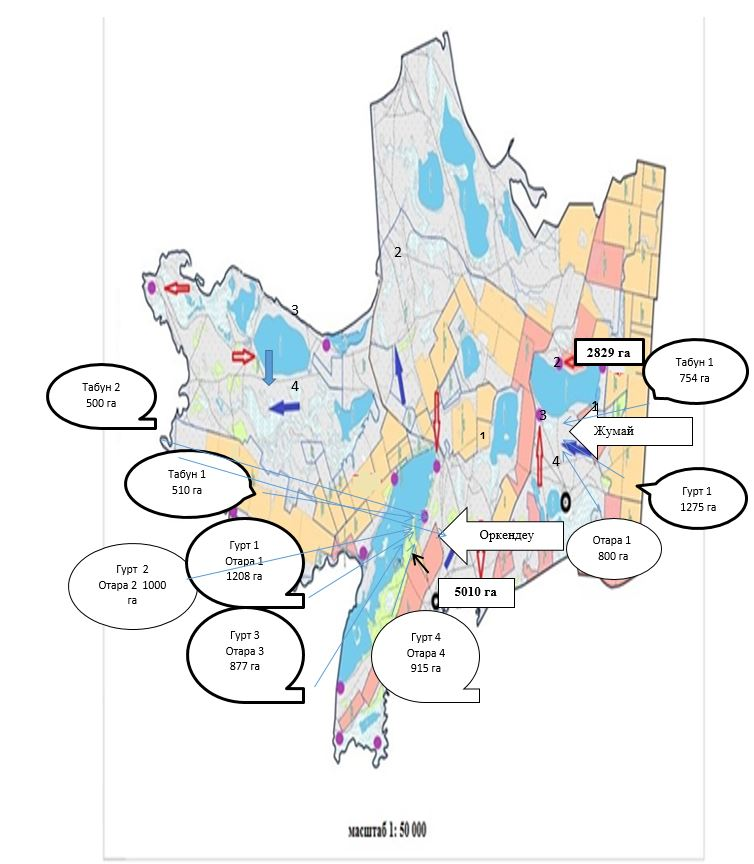 2
3
4
2829 га
2
Табун 1
754 га
Табун 2
500 га
1
3
Жумай
1
4
Табун 1
510 га
Гурт 1
1275 га
Оркендеу
Отара 1
800 га
Гурт 1
Отара 1
1208 га
Гурт 2
Отара 2 1000
га
5010 га
Гурт 3
Отара 3
877 га
Гурт 4
Отара 4
915 га
масштаб 1: 50 000